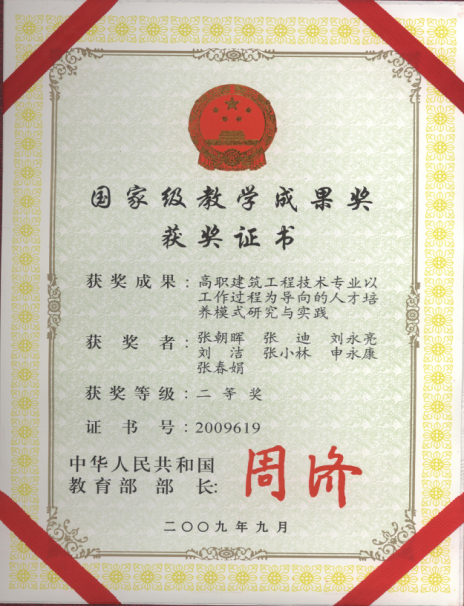 国家级教学成果奖
获奖证书
获奖成果：高职建筑工程技术专业以
工作过程为导向的人才培
养模式研究与实践
获奖者：张朝晖 张迪 刘永亮
刘洁 张小林 申永康
张春娟
获奖等级：二等奖
证书号：2009619
中华人民共和国
教育部部长：周济
二〇〇九年九月